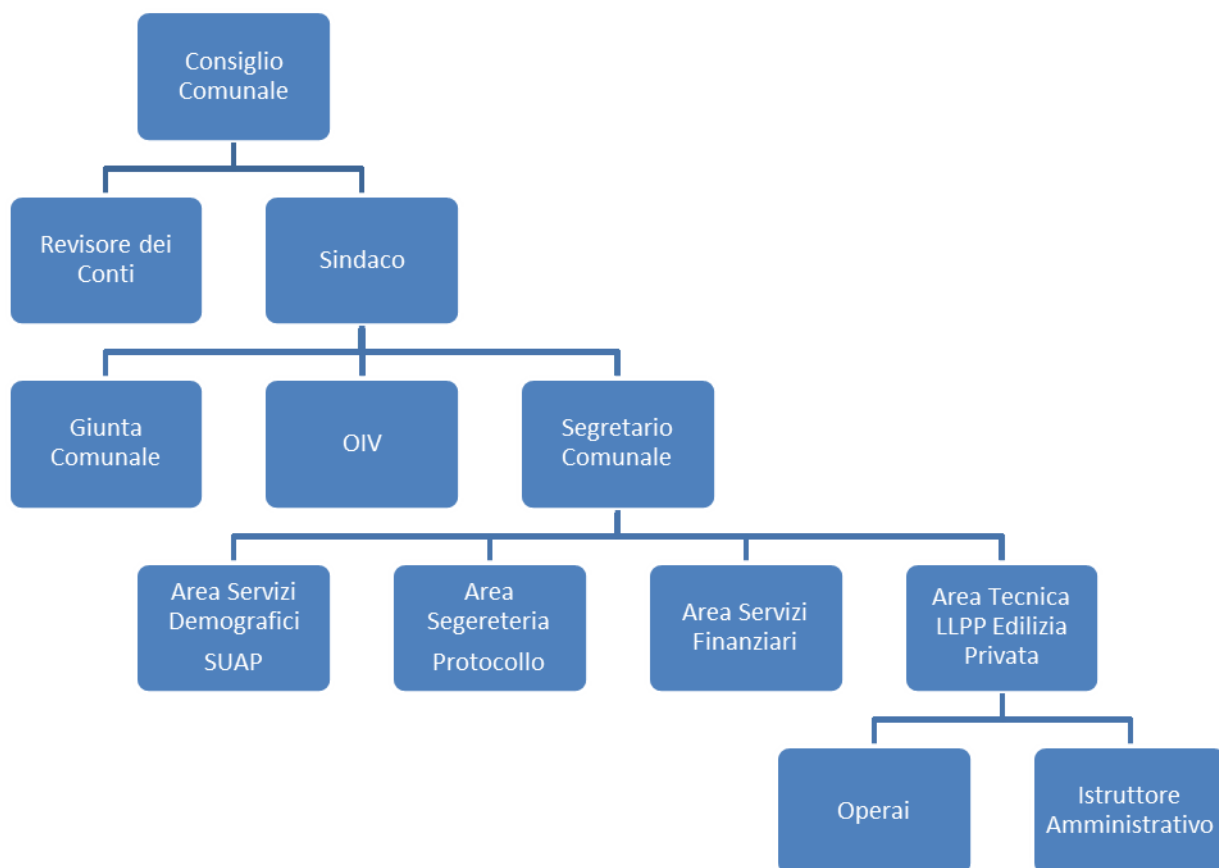 Consiglio
Comunale
Revisore dei
Conti
Sindaco
Giunta
Comunale
OIV
Segretario
Comunale
Area Servizi
Demografici
SUAP
Area
Segereteria
Protocollo
Area Servizi
Finanziari
Area Tecnica
LLPP Edilizia
Privata
Operai
Istruttore
Amministrativo